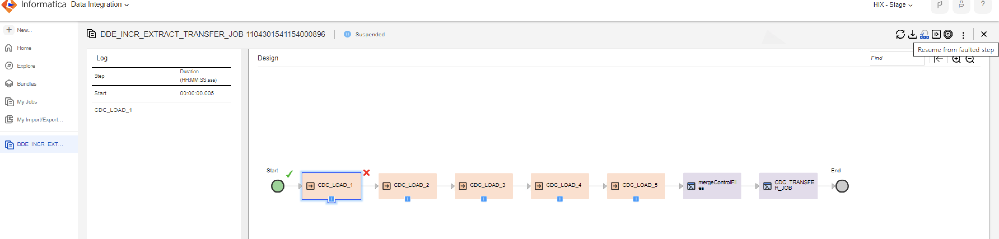 Informatica Data Integration
HIX - Stage
?
New...
Home
Explore
Bundles
My Jobs
My Import/Export...
DDE_INCR_EXT...
DDE_INCR_EXTRACT_TRANSFER_JOB-1104301541154000896
Suspended
Resume from faulted step
Log
Step
Duration
(HH:MM:SS.sss)
Start
00:00:00.005
CDC_LOAD_1
Design
Find
Start
CDC_LOAD_1
CDC_LOAD_2
CDC_LOAD_3
CDC_LOAD_4
CDC_LOAD_5
mergeControlFil
es
CDC_TRANSFE
R_JOB
End